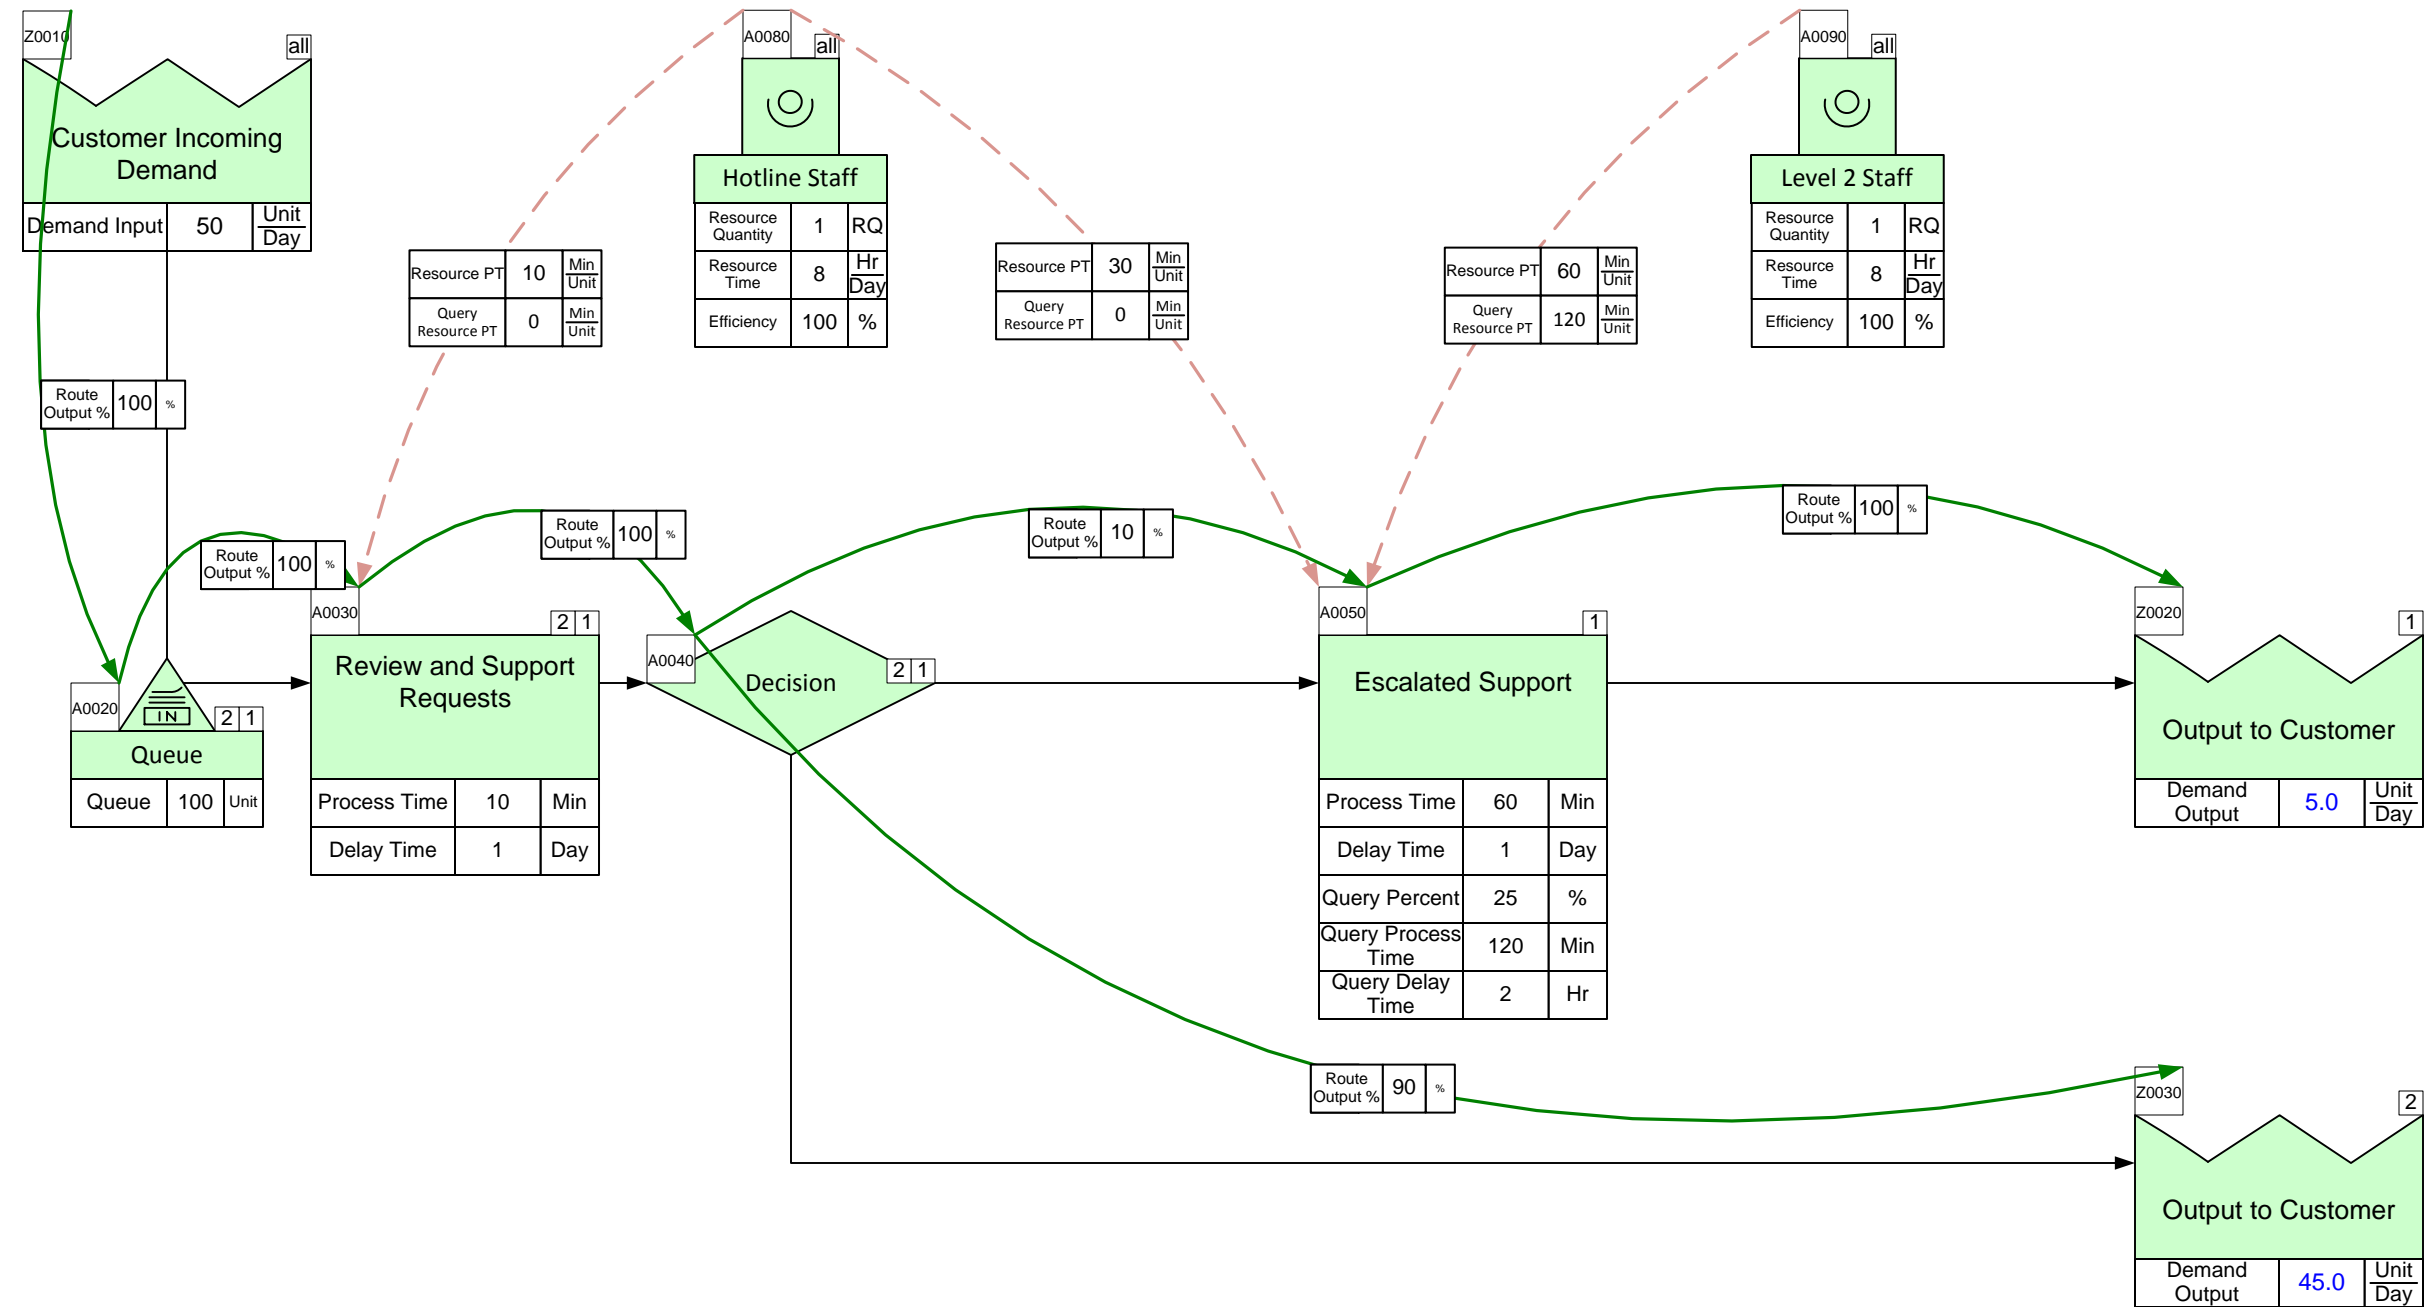 Z0010
all
Customer Incoming
Demand
Demand Input 50 Unit
Day
A0080
all
Hotline Staff
Resource
Quantity 1 RQ
Resource
Time 8 Hr
Day
Efficiency 100 %
A0090
all
Level 2 Staff
Resource
Quantity 1 RQ
Resource
Time 8 Hr
Day
Efficiency 100 %
Resource PT 10 Min
Unit
Query
Resource PT 0 Min
Unit
Resource PT 30 Min
Unit
Query
Resource PT 0 Min
Unit
Resource PT 60 Min
Unit
Query
Resource PT 120 Min
Unit
Route
Output % 100 %
Route
Output % 100 %
Route
Output % 100 %
Route
Output % 10 %
Route
Output % 100 %
A0020
IN
2 1
Queue
Queue 100 Unit
A0030
2 1
Review and Support
Requests
Process Time 10 Min
Delay Time 1 Day
A0040
2 1
Decision
A0050
1
Escalated Support
Process Time 60 Min
Delay Time 1 Day
Query Percent 25 %
Query Process
Time 120 Min
Query Delay
Time 2 Hr
Z0020
1
Output to Customer
Demand
Output 5.0 Unit
Day
Route
Output % 90 %
Z0030
2
Output to Customer
Demand
Output 45.0 Unit
Day